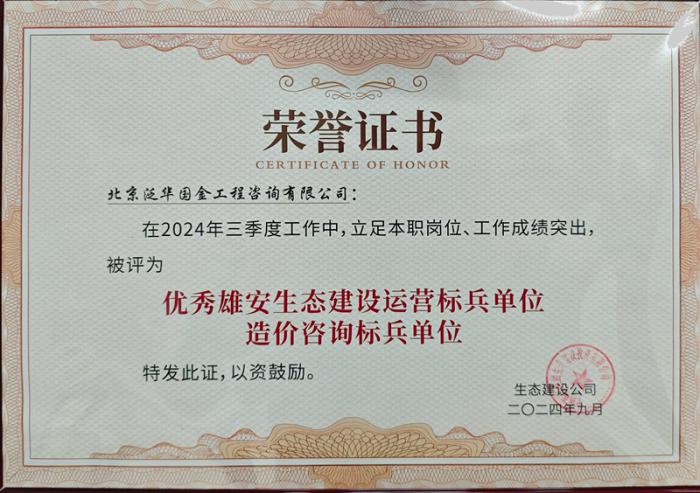 荣誉证书
CERTIFICATE OF HONOR
北京泛华国金工程咨询有限公司：
在2024年三季度工作中，立足本职岗位、工作成绩突出，
被评为
优秀雄安生态建设运营标兵单位
造价咨询标兵单位
特发此证，以资鼓励。
生态建设公司
二〇二四年九月